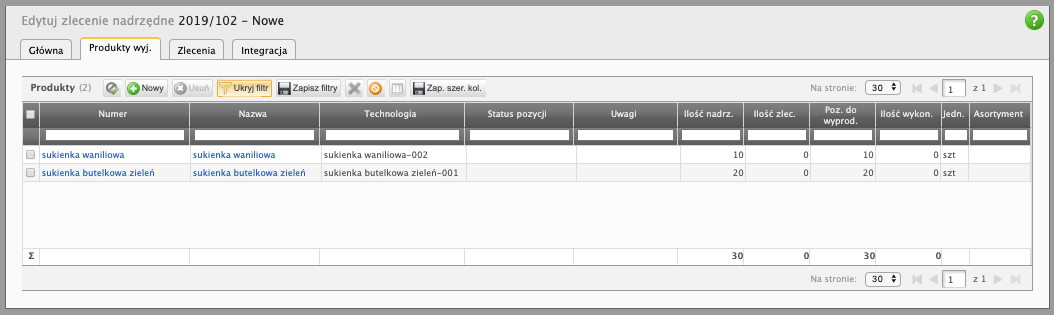 Edytuj zlecenie nadrzędne 2019/102 - Nowe
?
Główna Produkty wyj. Zlecenia Integracja
Produkty (2) Nowy Usuń Ukryj filtr Zapisz filtry Zap. szer. kol. Na stronie: 30 1 z 1
Numer Nazwa Technologia Status pozycji Uwagi Ilość nadrz. Ilość zlec. Poz. do wyprod. Ilość wykon. Jedn. Asortyment
sukienka waniliowa sukienka waniliowa sukienka waniliowa-002 10 0 10 0 szt
sukienka butelkowa zieleń sukienka butelkowa zieleń sukienka butelkowa zieleń-001 20 0 20 0 szt
Σ 30 0 30 0
Na stronie: 30 1 z 1